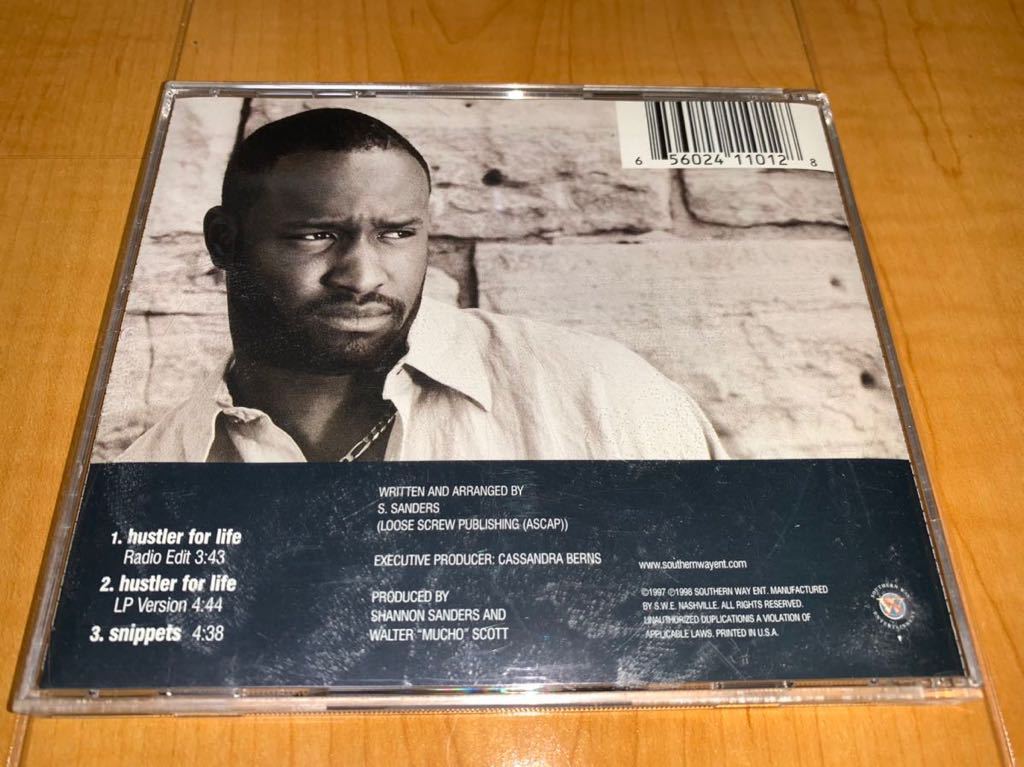 6 56024 11012 8
1. hustler for life
Radio Edit 3:43
2. hustler for life
LP Version 4:44
3. snippets 4:38
WRITTEN AND ARRANGED BY
S. SANDERS
(LOOSE SCREW PUBLISHING (ASCAP))
EXECUTIVE PRODUCER: CASSANDRA BERNS
PRODUCED BY
SHANNON SANDERS AND
WALTER "MUCHO" SCOTT
www.southernwayent.com
©1997 ℗1998 SOUTHERN WAY ENT. MANUFACTURED
BY S.W.E. NASHVILLE. ALL RIGHTS RESERVED.
UNAUTHORIZED DUPLICATIONIS A VIOLATION OF
APPLICABLE LAWS. PRINTED IN U.S.A.